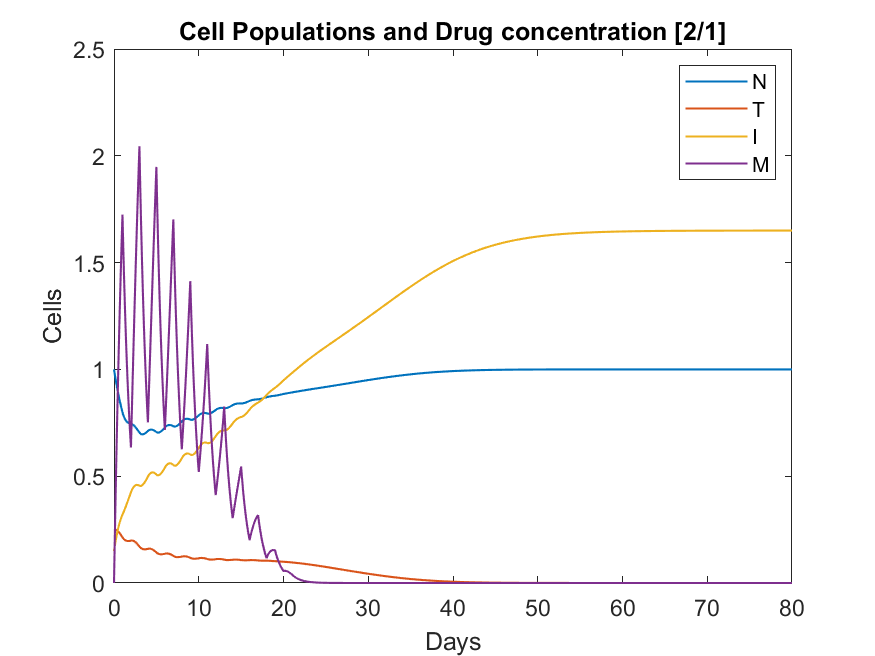 Cell Populations and Drug concentration [2/1]
N
T
I
M
2.5
2
1.5
1
0.5
0
Cells
0 10 20 30 40 50 60 70 80
Days